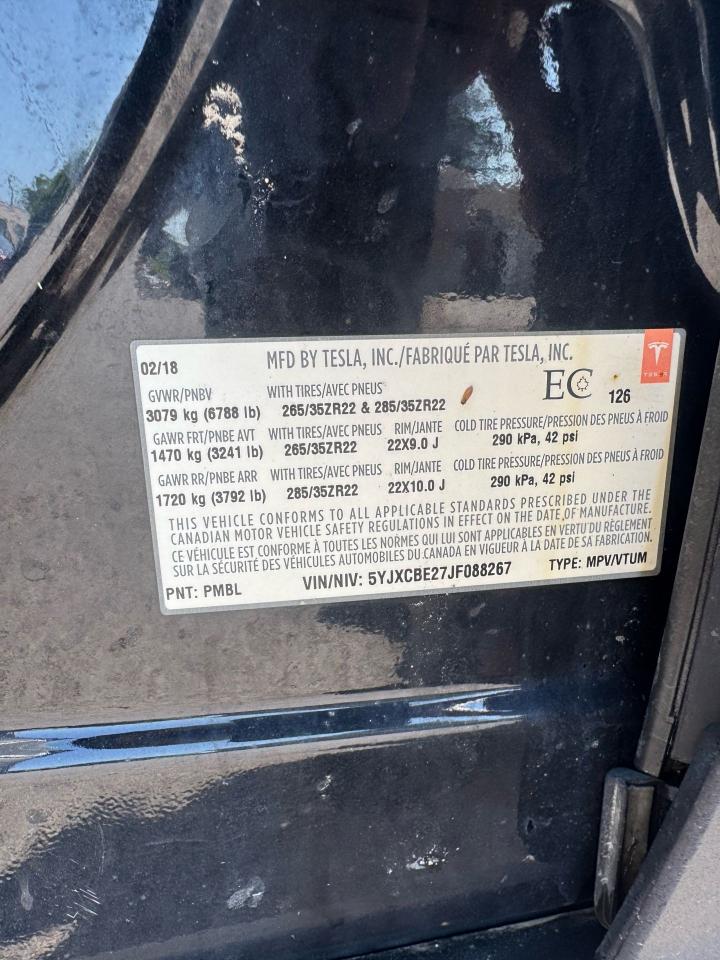 02/18 MFD BY TESLA, INC./FABRIQUÉ PAR TESLA, INC.
TESLA
EC 126
GVWR/PNBV WITH TIRES/AVEC PNEUS
3079 kg (6788 lb) 265/35ZR22 & 285/35ZR22
GAWR FRT/PNBE AVT WITH TIRES/AVEC PNEUS RIM/JANTE COLD TIRE PRESSURE/PRESSION DES PNEUS À FROID
1470 kg (3241 lb) 265/35ZR22 22X9.0 J 290 kPa, 42 psi
GAWR RR/PNBE ARR WITH TIRES/AVEC PNEUS RIM/JANTE COLD TIRE PRESSURE/PRESSION DES PNEUS À FROID
1720 kg (3792 lb) 285/35ZR22 22X10.0 J 290 kPa, 42 psi
THIS VEHICLE CONFORMS TO ALL APPLICABLE STANDARDS PRESCRIBED UNDER THE
CANADIAN MOTOR VEHICLE SAFETY REGULATIONS IN EFFECT ON THE DATE OF MANUFACTURE.
CE VÉHICULE EST CONFORME À TOUTES LES NORMES QUI LUI SONT APPLICABLES EN VERTU DU RÈGLEMENT
SUR LA SÉCURITÉ DES VÉHICULES AUTOMOBILES DU CANADA EN VIGUEUR À LA DATE DE SA FABRICATION.
PNT: PMBL VIN/NIV: 5YJXCBE27JF088267 TYPE: MPV/VTUM